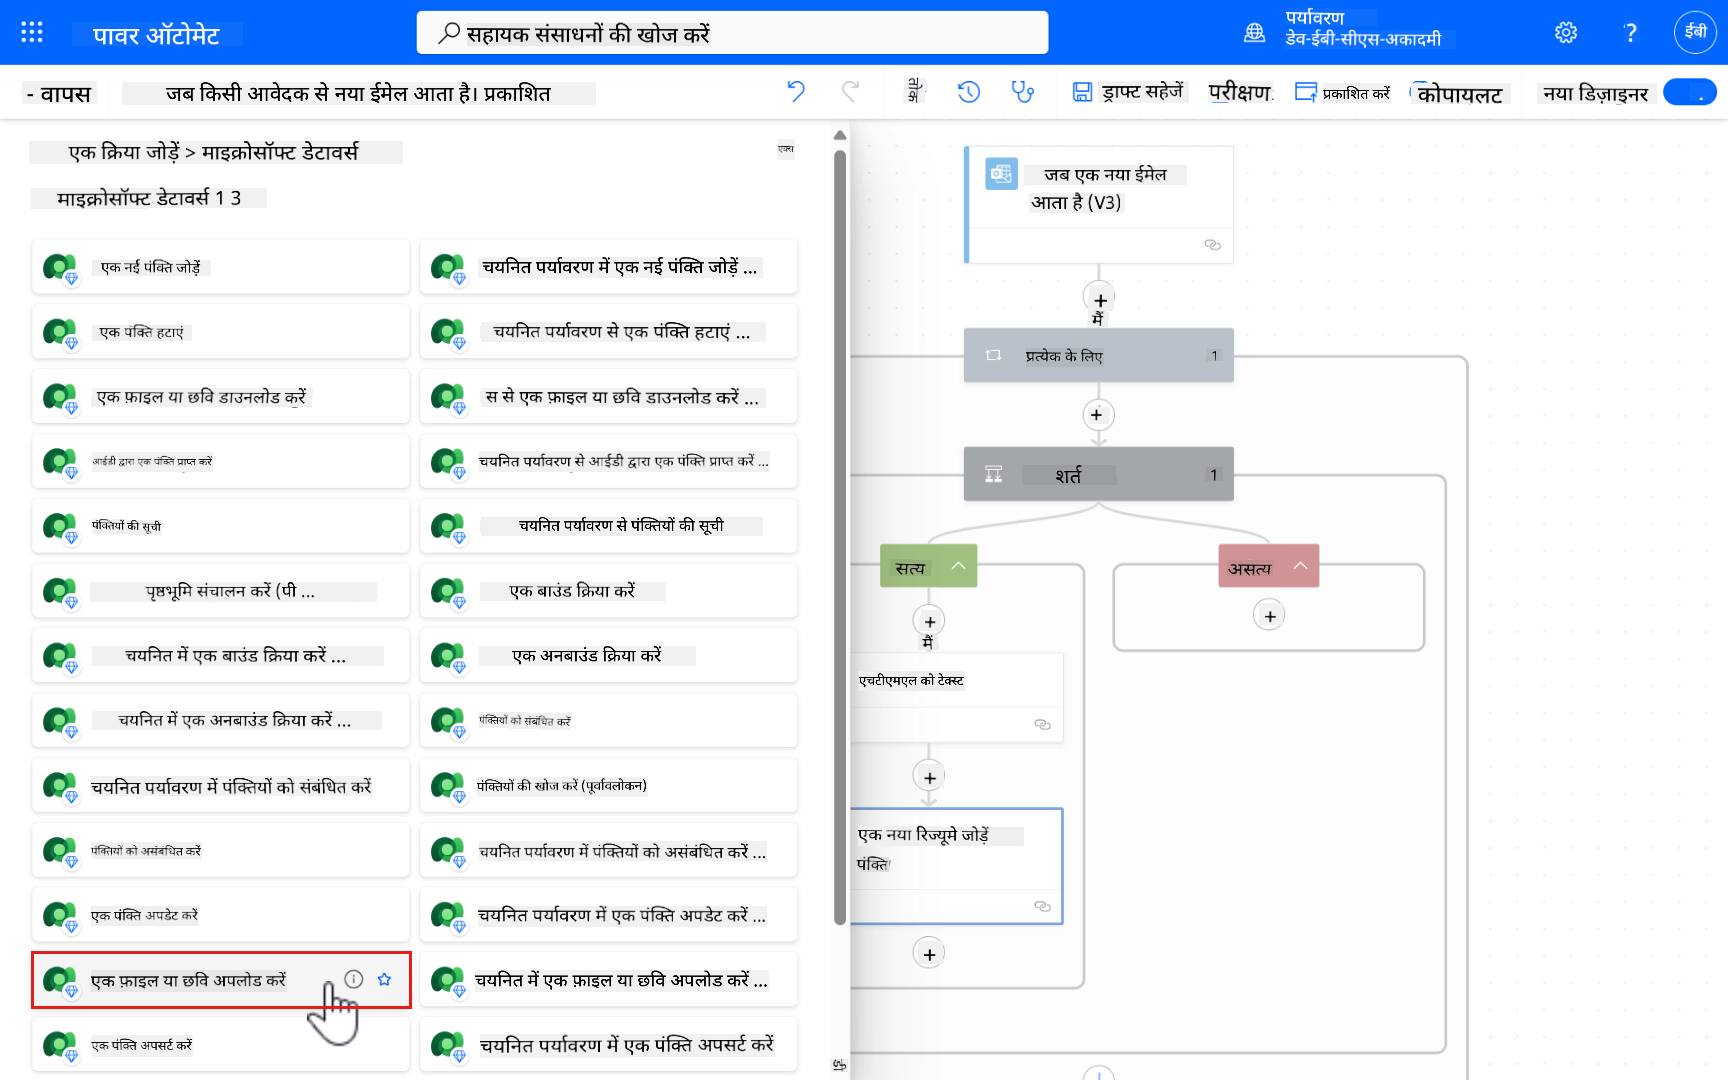 पावर ऑटोमेट
सहायक संसाधनों की खोज करें
पर्यावरण
डेव-ईबी-सीएस-अकादमी
?
ईबी
- वापस
जब किसी आवेदक से नया ईमेल आता है। प्रकाशित
ड्राफ्ट सहेजें
परीक्षण
प्रकाशित करें
कोपायलट
नया डिज़ाइनर
एक क्रिया जोड़ें > माइक्रोसॉफ्ट डेटावर्स
एक्स
माइक्रोसॉफ्ट डेटावर्स 1 3
एक नई पंक्ति जोड़ें
चयनित पर्यावरण में एक नई पंक्ति जोड़ें ...
एक पंक्ति हटाएं
चयनित पर्यावरण से एक पंक्ति हटाएं ...
एक फ़ाइल या छवि डाउनलोड करें
स से एक फ़ाइल या छवि डाउनलोड करें ...
आईडी द्वारा एक पंक्ति प्राप्त करें
चयनित पर्यावरण से आईडी द्वारा एक पंक्ति प्राप्त करें ...
पंक्तियों की सूची
चयनित पर्यावरण से पंक्तियों की सूची
पृष्ठभूमि संचालन करें (पी ...
एक बाउंड क्रिया करें
चयनित में एक बाउंड क्रिया करें ...
एक अनबाउंड क्रिया करें
चयनित में एक अनबाउंड क्रिया करें ...
पंक्तियों को संबंधित करें
चयनित पर्यावरण में पंक्तियों को संबंधित करें
पंक्तियों की खोज करें (पूर्वावलोकन)
पंक्तियों को असंबंधित करें
चयनित पर्यावरण में पंक्तियों को असंबंधित करें ...
एक पंक्ति अपडेट करें
चयनित पर्यावरण में एक पंक्ति अपडेट करें ...
एक फ़ाइल या छवि अपलोड करें
चयनित में एक फ़ाइल या छवि अपलोड करें ...
एक पंक्ति अपसर्ट करें
चयनित पर्यावरण में एक पंक्ति अपसर्ट करें
जब एक नया ईमेल
आता है (V3)
+
मैं
प्रत्येक के लिए 1
+
शर्त 1
सत्य
असत्य
+
मैं
+
एचटीएमएल को टेक्स्ट
+
एक नया रिज्यूमे जोड़ें
पंक्ति
+